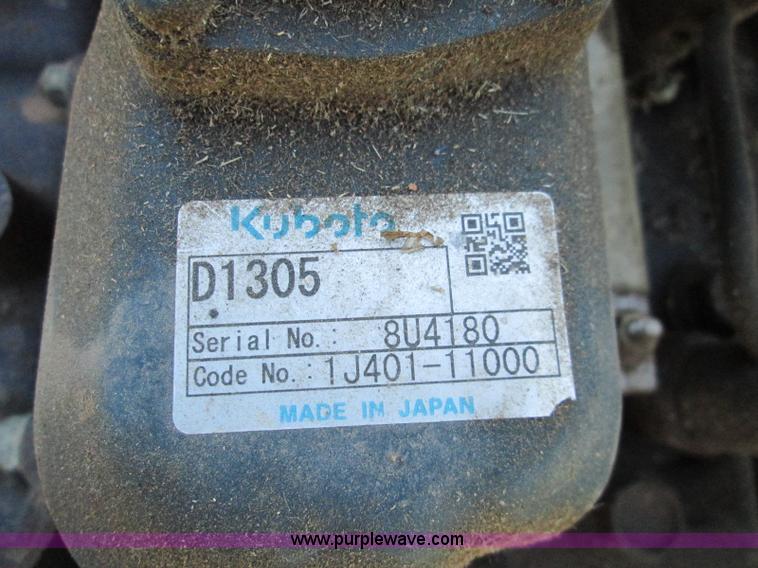 Kubota
D1305
Serial No.: 8U4180
Code No.: 1J401-11000
MADE IN JAPAN
www.purplewave.com